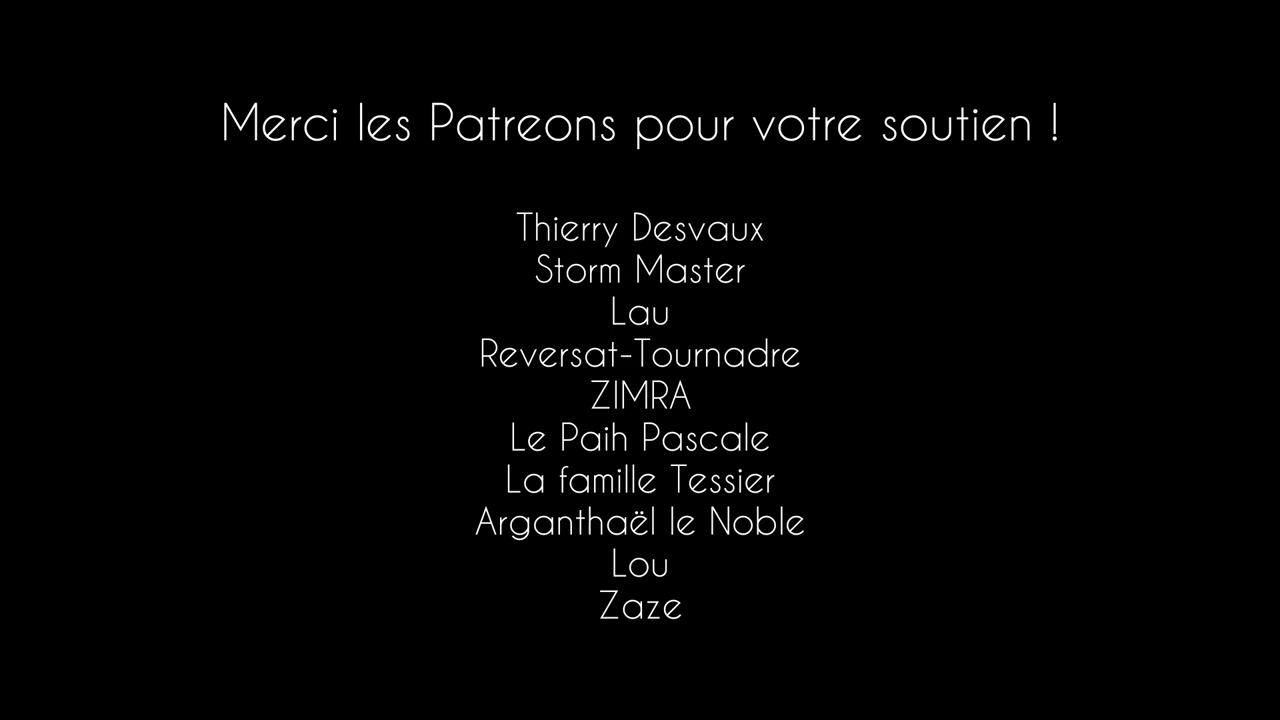 Merci les Patreons pour votre soutien !
Thierry Desvaux
Storm Master
Lau
Reversat-Tournadre
ZIMRA
Le Paih Pascale
La famille Tessier
Arganthaël le Noble
Lou
Zaze